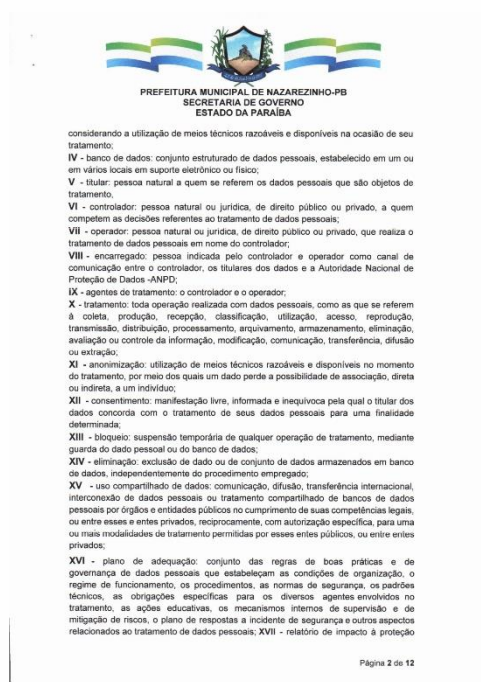 PREFEITURA MUNICIPAL DE NAZAREZINHO-PB
SECRETARIA DE GOVERNO
ESTADO DA PARAÍBA
considerando a utilização de meios técnicos razoáveis e disponíveis na ocasião de seu
tratamento;
IV - banco de dados: conjunto estruturado de dados pessoais, estabelecido em um ou
em vários locais em suporte eletrônico ou físico;
V - titular: pessoa natural a quem se referem os dados pessoais que são objetos de
tratamento,
VI - controlador: pessoa natural ou jurídica, de direito público ou privado, a quem
competem as decisões referentes ao tratamento de dados pessoais;
VII - operador: pessoa natural ou jurídica, de direito público ou privado, que realiza o
tratamento de dados pessoais em nome do controlador;
VIII - encarregado: pessoa indicada pelo controlador e operador como canal de
comunicação entre o controlador, os titulares dos dados e a Autoridade Nacional de
Proteção de Dados -ANPD;
IX - agentes de tratamento: o controlador e o operador;
X - tratamento: toda operação realizada com dados pessoais, como as que se referem
à coleta, produção, recepção, classificação, utilização, acesso, reprodução,
transmissão, distribuição, processamento, arquivamento, armazenamento, eliminação,
avaliação ou controle da informação, modificação, comunicação, transferência, difusão
ou extração;
XI - anonimização: utilização de meios técnicos razoáveis e disponíveis no momento
do tratamento, por meio dos quais um dado perde a possibilidade de associação, direta
ou indireta, a um indivíduo;
XII - consentimento: manifestação livre, informada e inequívoca pela qual o titular dos
dados concorda com o tratamento de seus dados pessoais para uma finalidade
determinada;
XIII - bloqueio: suspensão temporária de qualquer operação de tratamento, mediante
guarda do dado pessoal ou do banco de dados;
XIV - eliminação: exclusão de dado ou de conjunto de dados armazenados em banco
de dados, independentemente do procedimento empregado;
XV - uso compartilhado de dados: comunicação, difusão, transferência internacional,
interconexão de dados pessoais ou tratamento compartilhado de bancos de dados
pessoais por órgãos e entidades públicos no cumprimento de suas competências legais,
ou entre esses e entes privados, reciprocamente, com autorização específica, para uma
ou mais modalidades de tratamento permitidas por esses entes públicos, ou entre entes
privados;
XVI - plano de adequação: conjunto das regras de boas práticas e de
governança de dados pessoais que estabeleçam as condições de organização, o
regime de funcionamento, os procedimentos, as normas de segurança, os padrões
técnicos, as obrigações específicas para os diversos agentes envolvidos no
tratamento, as ações educativas, os mecanismos internos de supervisão e de
mitigação de riscos, o plano de respostas a incidente de segurança e outros aspectos
relacionados ao tratamento de dados pessoais; XVII - relatório de impacto à proteção
Página 2 de 12